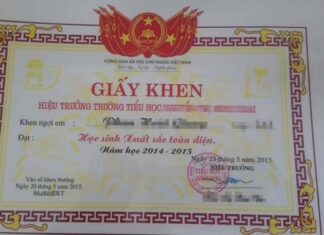 CỘNG HÒA XÃ HỘI CHỦ NGHĨA VIỆT NAM
Độc lập - Tự do - Hạnh phúc
GIẤY KHEN
HIỆU TRƯỞNG TRƯỜNG TIỂU HỌC
Khen ngợi em :
Đạt : Học sinh Xuất sắc toàn diện.
Năm học 2014 - 2015
Ngày 25 tháng 5 năm 2015.
HIỆU TRƯỞNG
Vào sổ khen thưởng
Ngày 20 tháng 5 năm 2015.